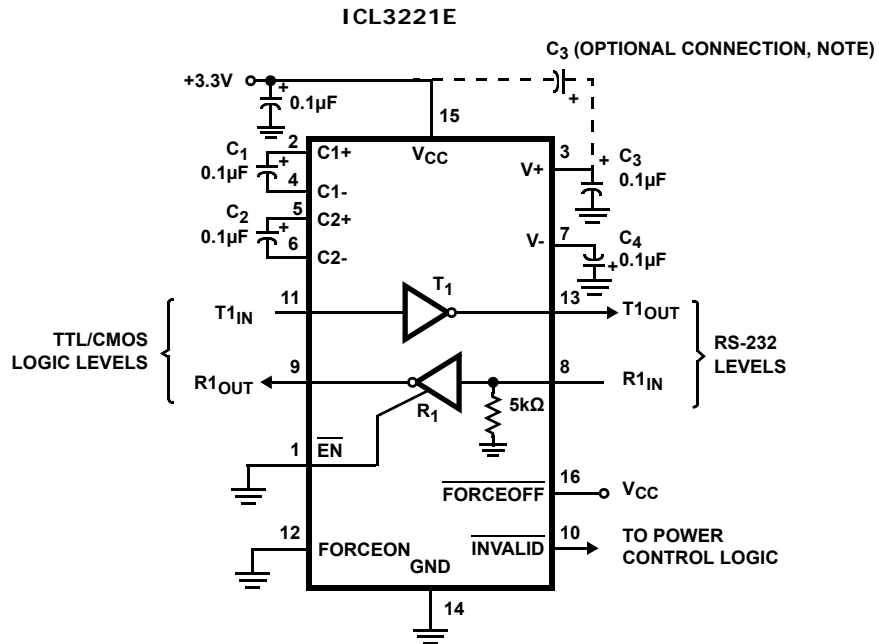 ICL3221E
C3 (OPTIONAL CONNECTION, NOTE)
+3.3V
+
0.1µF
+
15
2
C1+
VCC
3
+
C1
0.1µF
+
V+
C3
0.1µF
4
C1-
5
C2+
C2
0.1µF
+
V-
7
C4
0.1µF
+
6
C2-
T1
T1IN
11
13
T1OUT
TTL/CMOS
LOGIC LEVELS
RS-232
LEVELS
R1OUT
9
8
R1IN
R1
5kΩ
1
EN
16
FORCEOFF
VCC
12
FORCEON
INVALID
10
TO POWER
CONTROL LOGIC
GND
14